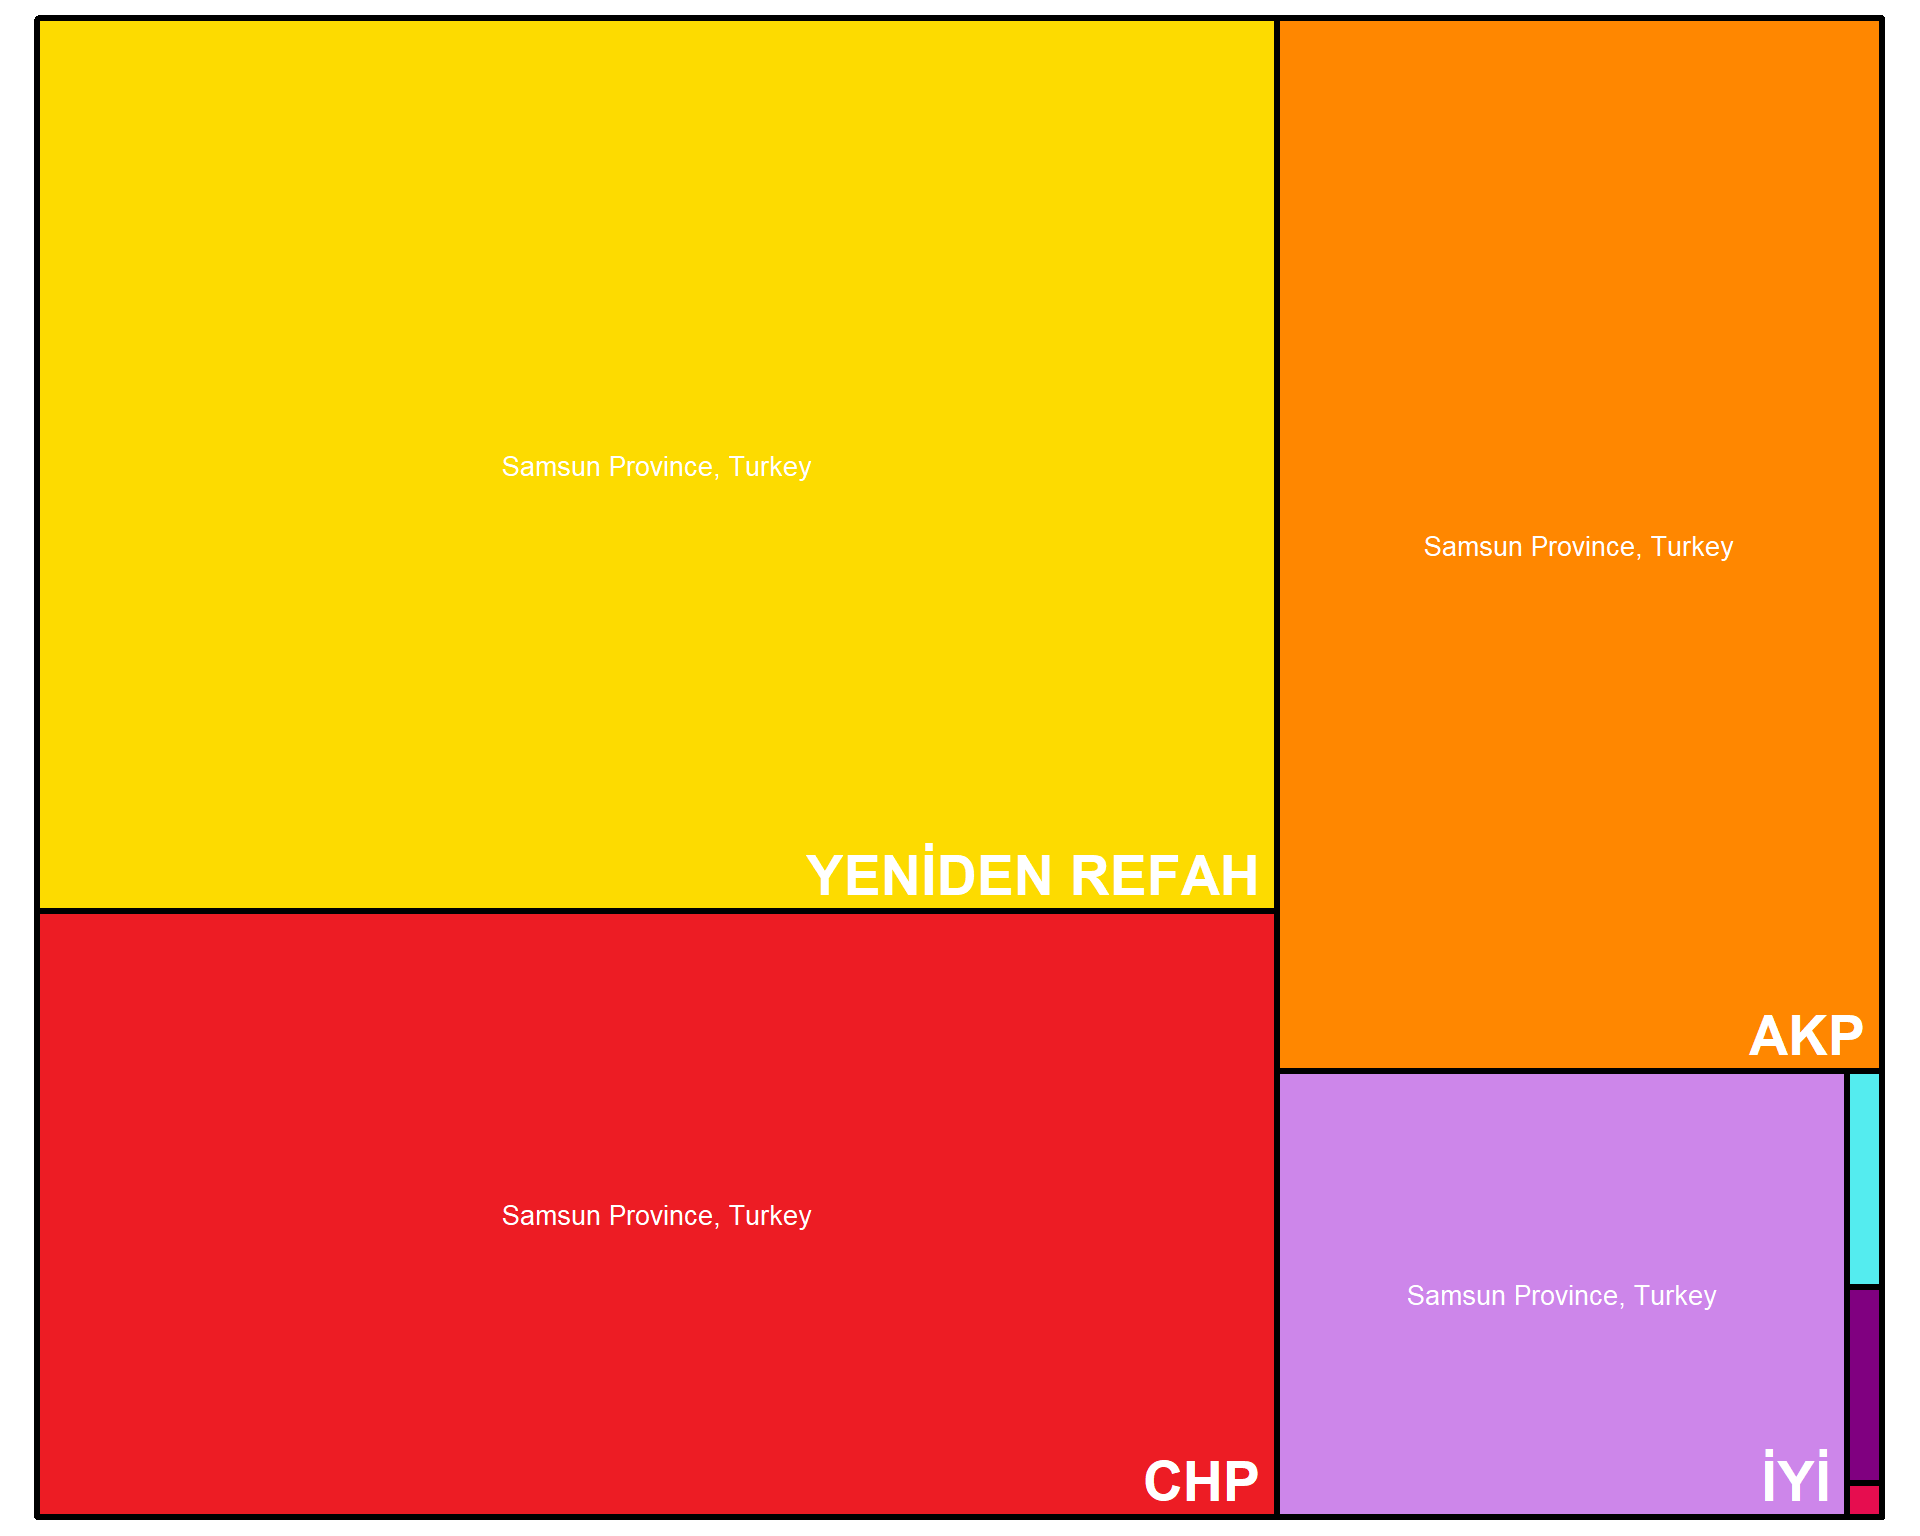 Samsun Province, Turkey
YENİDEN REFAH
Samsun Province, Turkey
AKP
Samsun Province, Turkey
CHP
Samsun Province, Turkey
İYİ